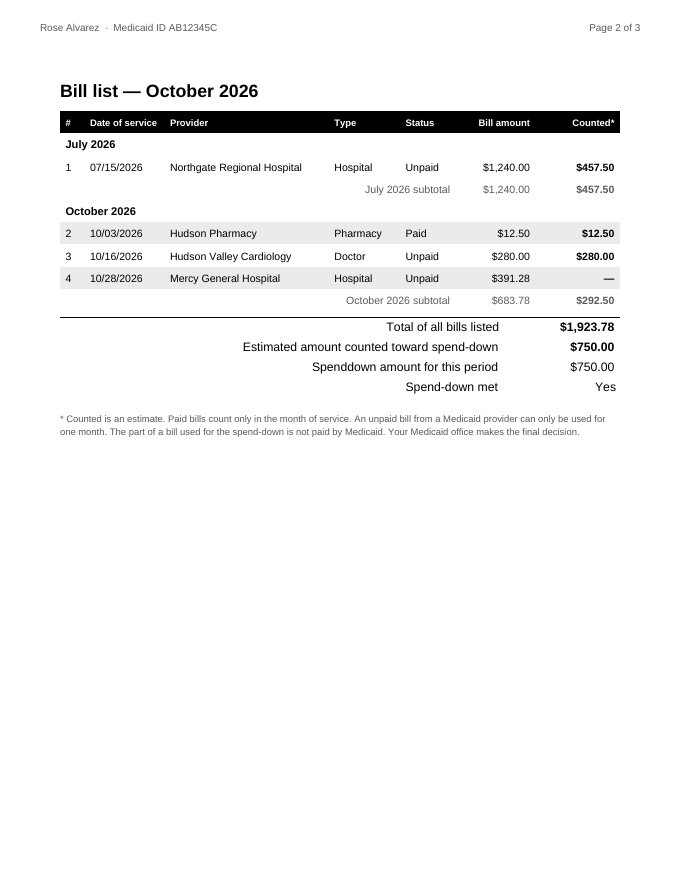 Rose Alvarez · Medicaid ID AB12345C Page 2 of 3
Bill list — October 2026
# Date of service Provider Type Status Bill amount Counted*
July 2026
1 07/15/2026 Northgate Regional Hospital Hospital Unpaid $1,240.00 $457.50
July 2026 subtotal $1,240.00 $457.50
October 2026
2 10/03/2026 Hudson Pharmacy Pharmacy Paid $12.50 $12.50
3 10/16/2026 Hudson Valley Cardiology Doctor Unpaid $280.00 $280.00
4 10/28/2026 Mercy General Hospital Hospital Unpaid $391.28 —
October 2026 subtotal $683.78 $292.50
Total of all bills listed $1,923.78
Estimated amount counted toward spend-down $750.00
Spenddown amount for this period $750.00
Spend-down met Yes
* Counted is an estimate. Paid bills count only in the month of service. An unpaid bill from a Medicaid provider can only be used for
one month. The part of a bill used for the spend-down is not paid by Medicaid. Your Medicaid office makes the final decision.